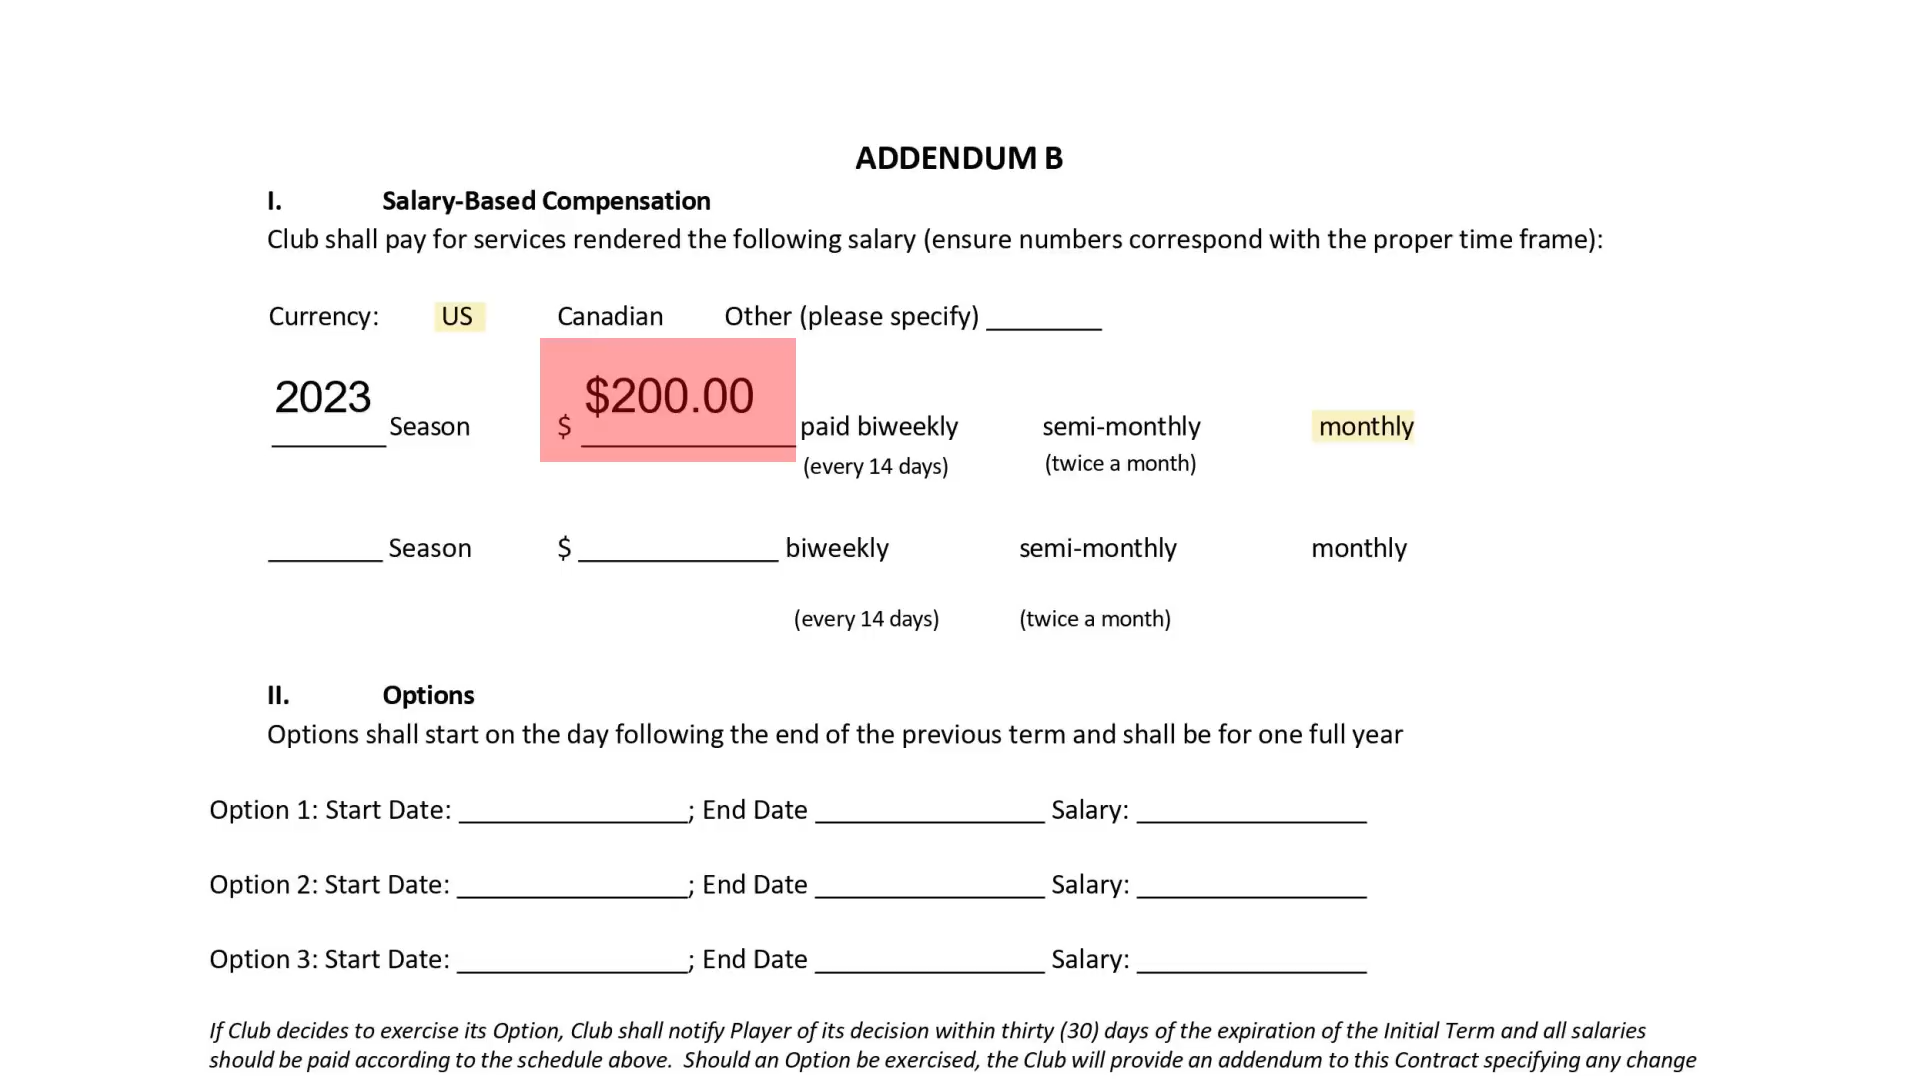 ADDENDUM B
I. Salary-Based Compensation
Club shall pay for services rendered the following salary (ensure numbers correspond with the proper time frame):
Currency: US Canadian Other (please specify) ________
2023 Season $ $200.00 paid biweekly semi-monthly monthly
(every 14 days) (twice a month)
________ Season $ ______________ biweekly semi-monthly monthly
(every 14 days) (twice a month)
II. Options
Options shall start on the day following the end of the previous term and shall be for one full year
Option 1: Start Date: ________________; End Date ________________ Salary: ________________
Option 2: Start Date: ________________; End Date ________________ Salary: ________________
Option 3: Start Date: ________________; End Date ________________ Salary: ________________
If Club decides to exercise its Option, Club shall notify Player of its decision within thirty (30) days of the expiration of the Initial Term and all salaries
should be paid according to the schedule above. Should an Option be exercised, the Club will provide an addendum to this Contract specifying any change